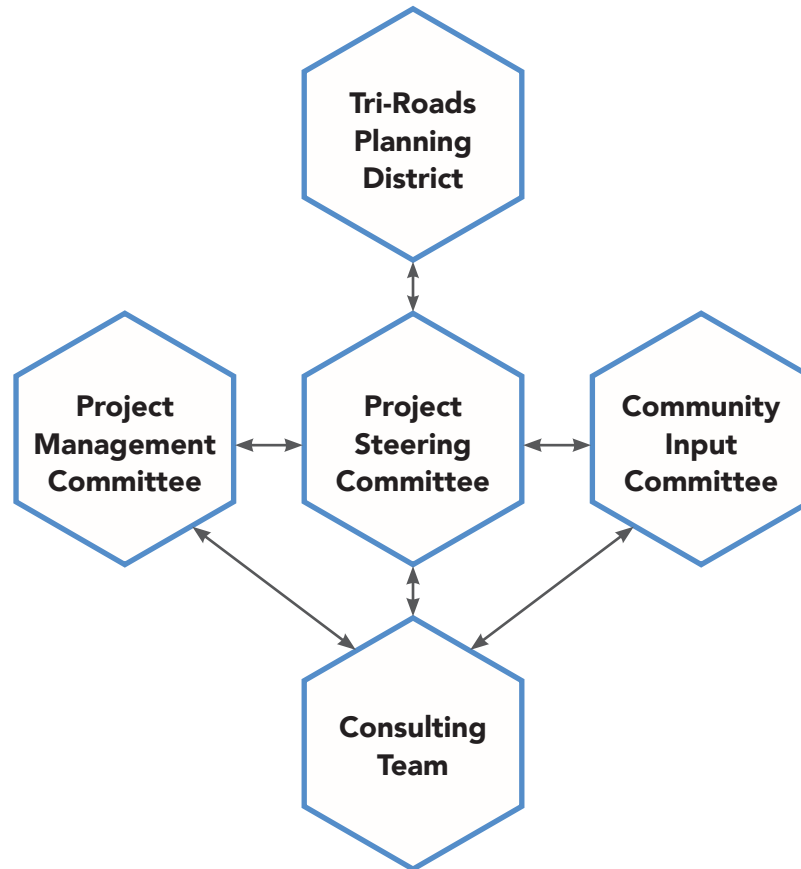 Tri-Roads
Planning
District
Project
Management
Committee
Project
Steering
Committee
Community
Input
Committee
Consulting
Team